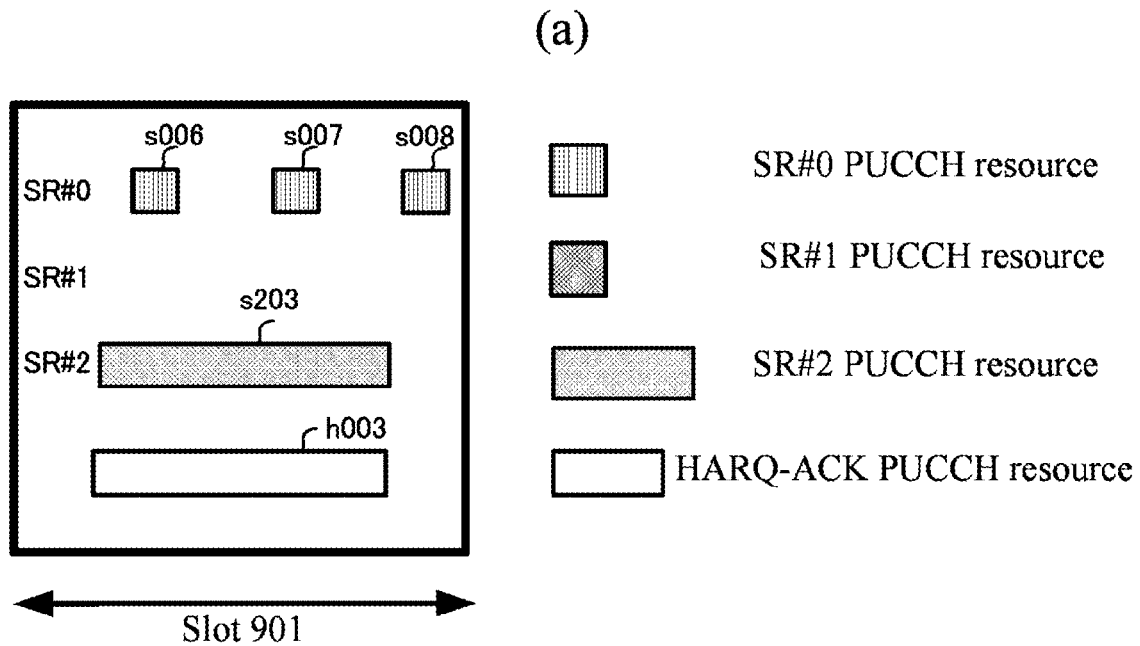 (a)
s006 s007 s008
SR#0
SR#1
s203
SR#2
h003
Slot 901
SR#0 PUCCH resource
SR#1 PUCCH resource
SR#2 PUCCH resource
HARQ-ACK PUCCH resource